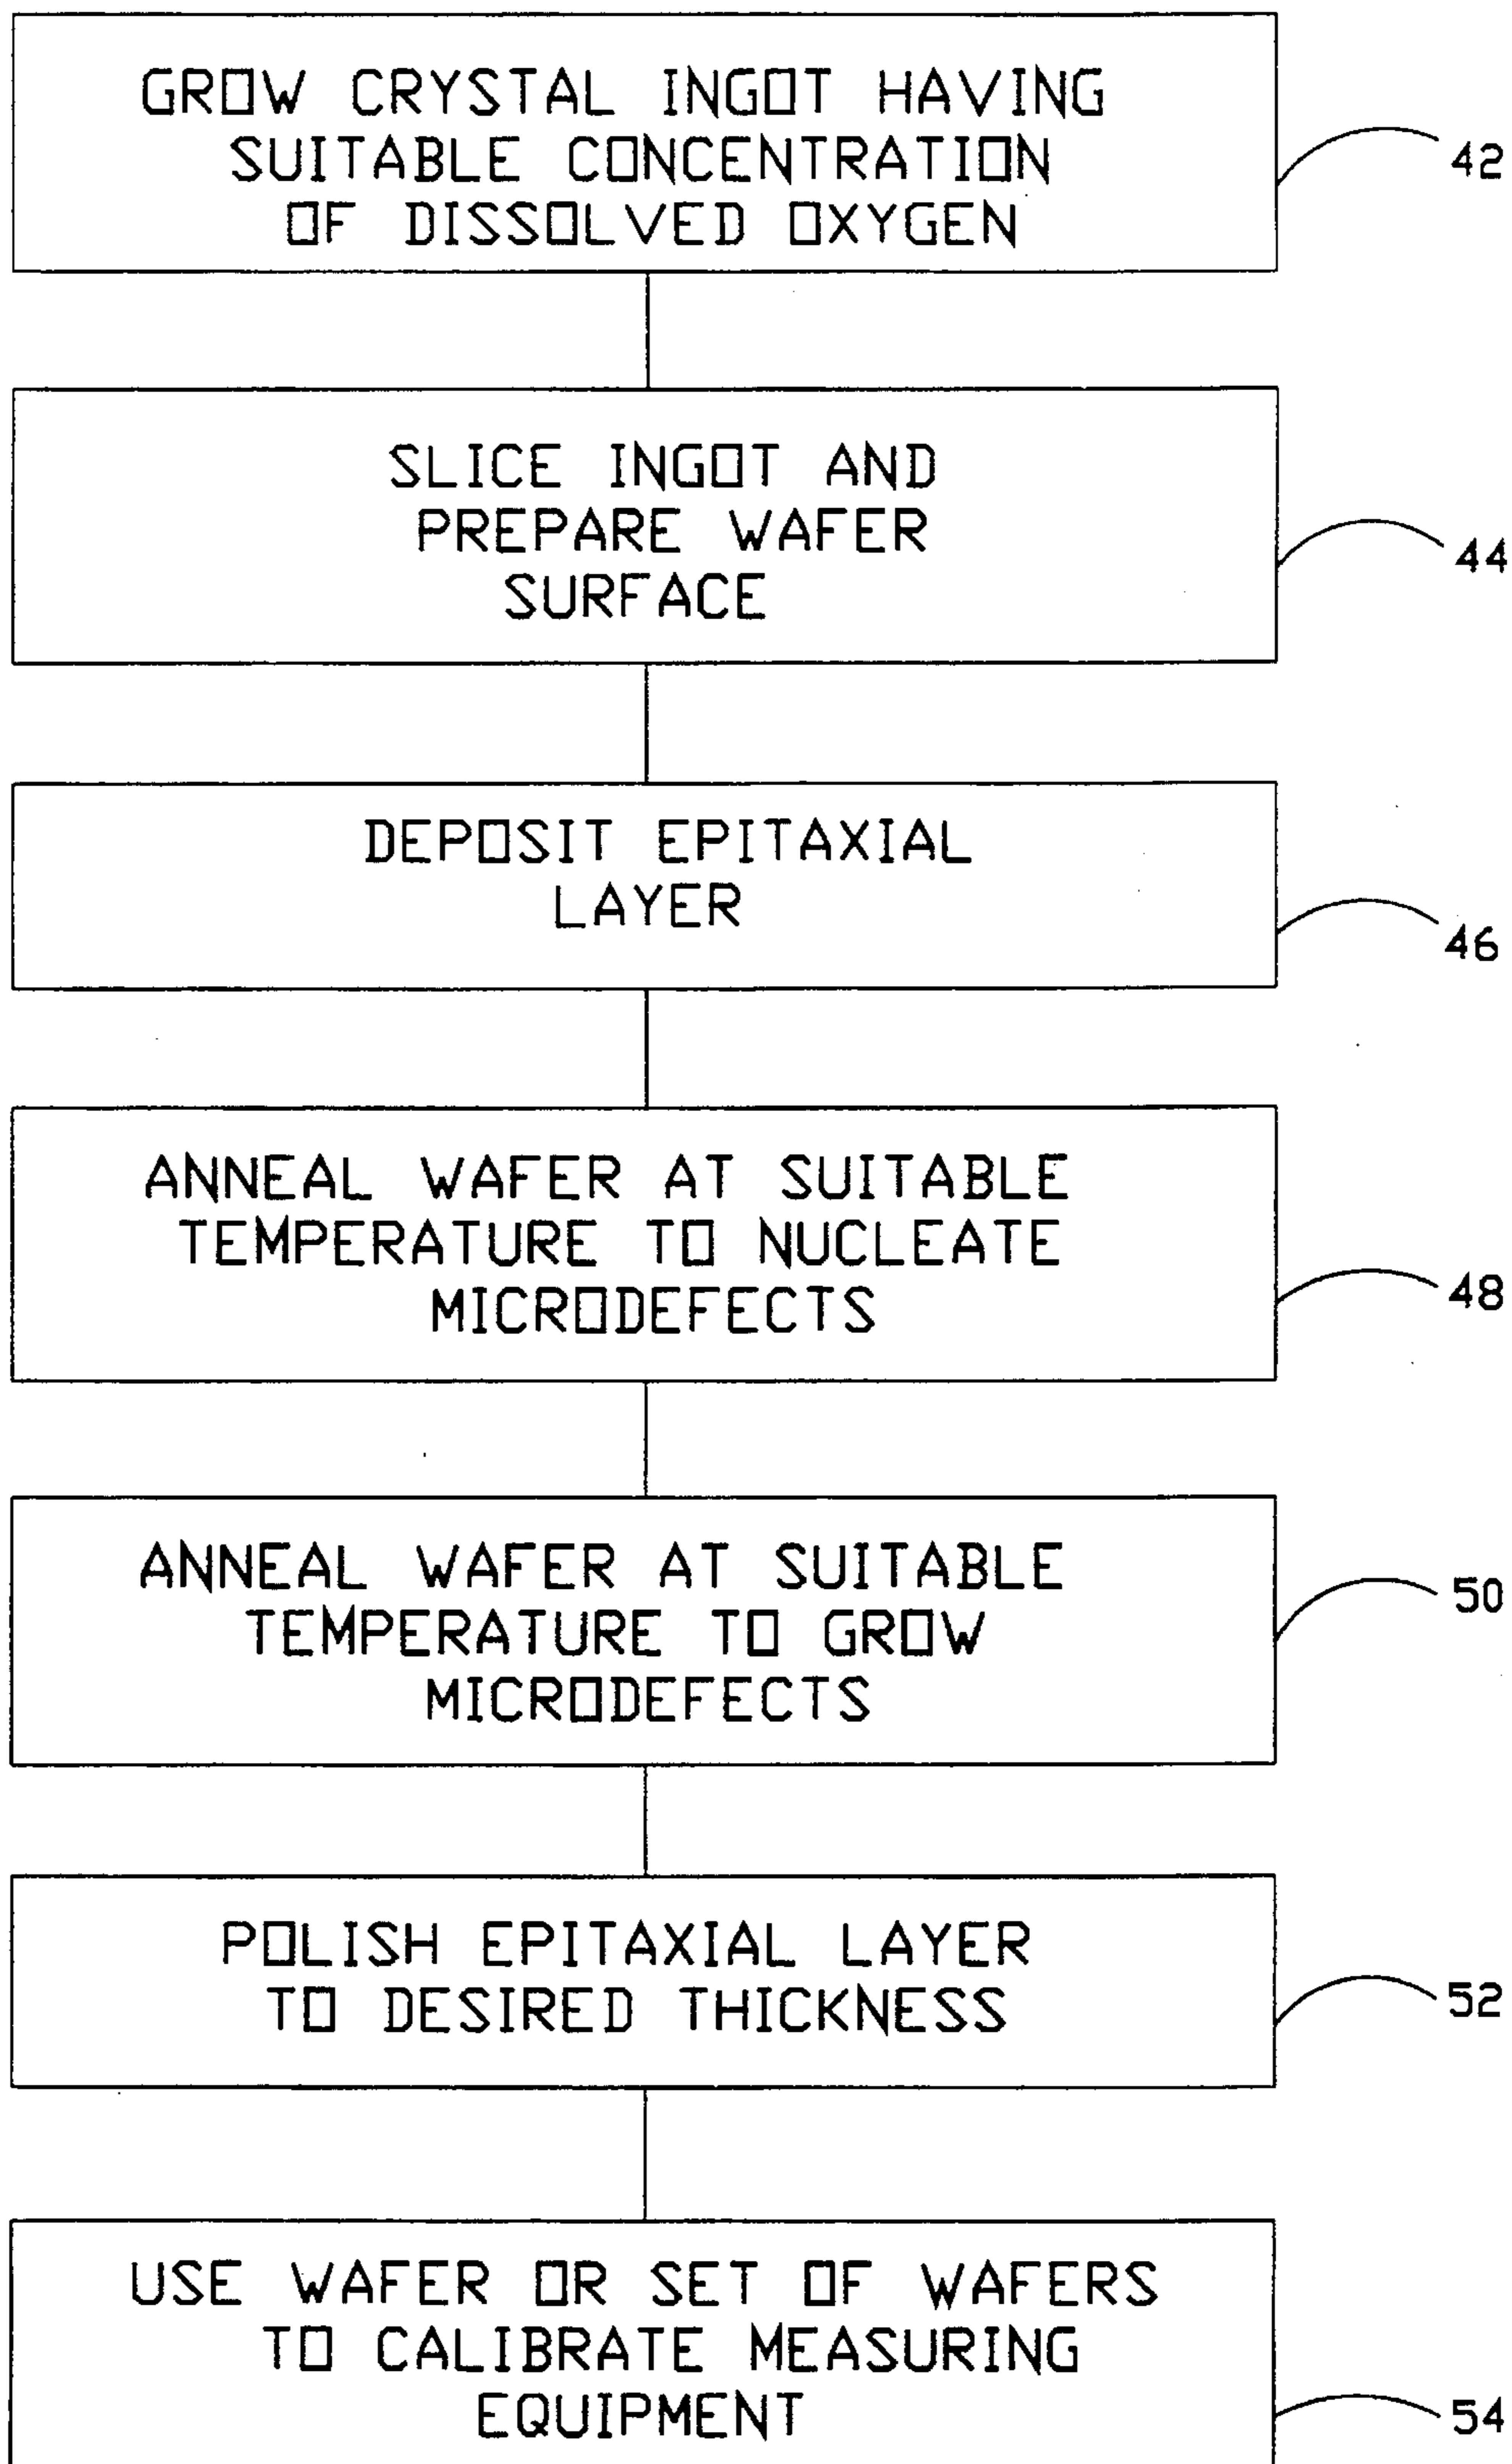 GROW CRYSTAL INGOT HAVING
SUITABLE CONCENTRATION
OF DISSOLVED OXYGEN
42
SLICE INGOT AND
PREPARE WAFER
SURFACE
44
DEPOSIT EPITAXIAL
LAYER
46
ANNEAL WAFER AT SUITABLE
TEMPERATURE TO NUCLEATE
MICRODEFECTS
48
ANNEAL WAFER AT SUITABLE
TEMPERATURE TO GROW
MICRODEFECTS
50
POLISH EPITAXIAL LAYER
TO DESIRED THICKNESS
52
USE WAFER OR SET OF WAFERS
TO CALIBRATE MEASURING
EQUIPMENT
54